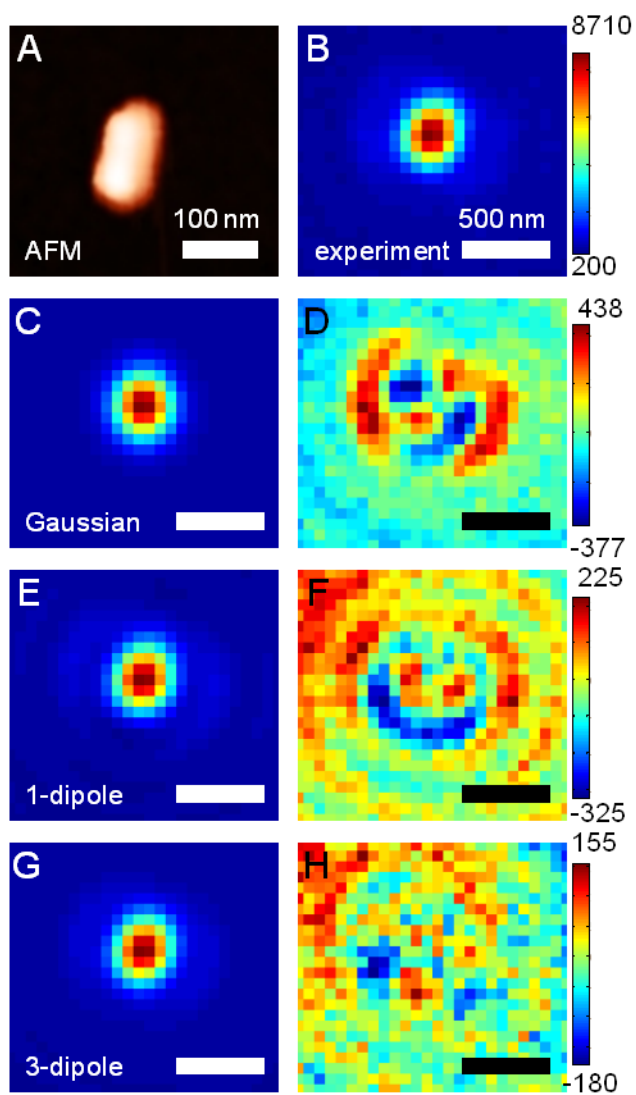 A
100 nm
AFM
B
500 nm
experiment
8710
200
C
Gaussian
D
438
-377
E
1-dipole
F
225
-325
G
3-dipole
H
155
-180